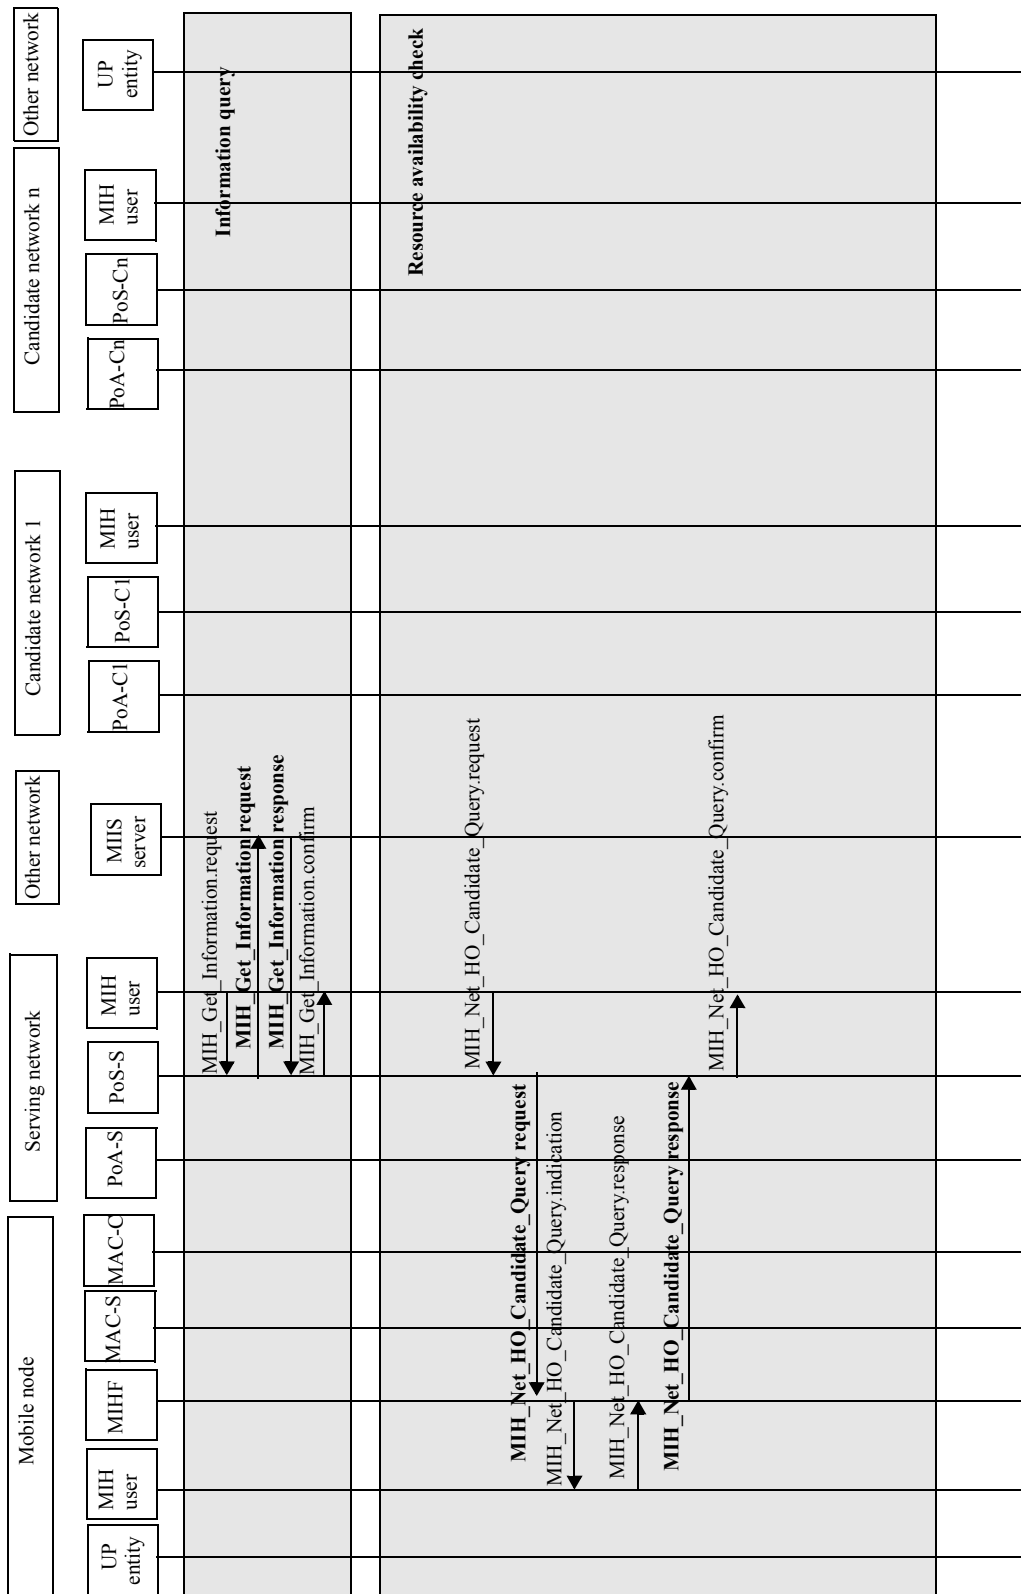 Mobile node
Serving network
Other network
Candidate network 1
Candidate network n
Other network
UP
entity
MIH
user
MIHF
MAC-S
MAC-C
PoA-S
PoS-S
MIH
user
MIIS
server
PoA-C1
PoS-C1
MIH
user
PoA-Cn
PoS-Cn
MIH
user
UP
entity
Information query
MIH_Get_Information.request
MIH_Get_Information request
MIH_Get_Information response
MIH_Get_Information.confirm
Resource availability check
MIH_Net_HO_Candidate_Query.request
MIH_Net_HO_Candidate_Query request
MIH_Net_HO_Candidate_Query.indication
MIH_Net_HO_Candidate_Query.response
MIH_Net_HO_Candidate_Query response
MIH_Net_HO_Candidate_Query.confirm